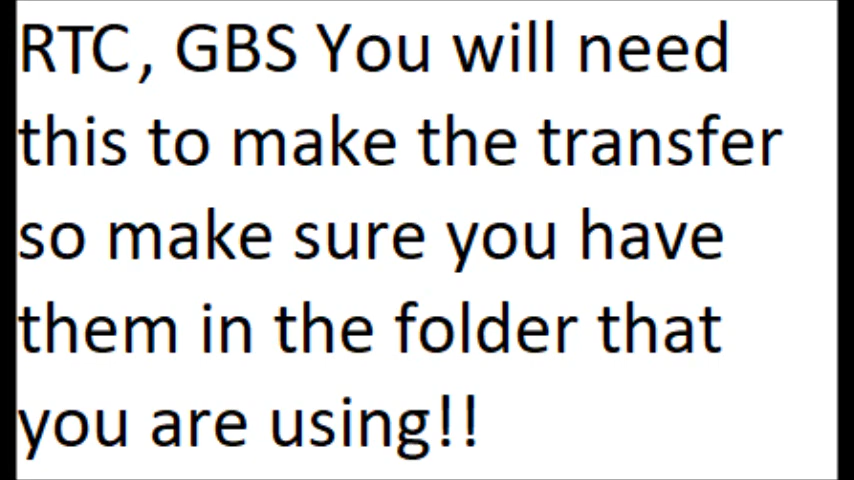 RTC, GBS You will need
this to make the transfer
so make sure you have
them in the folder that
you are using!!